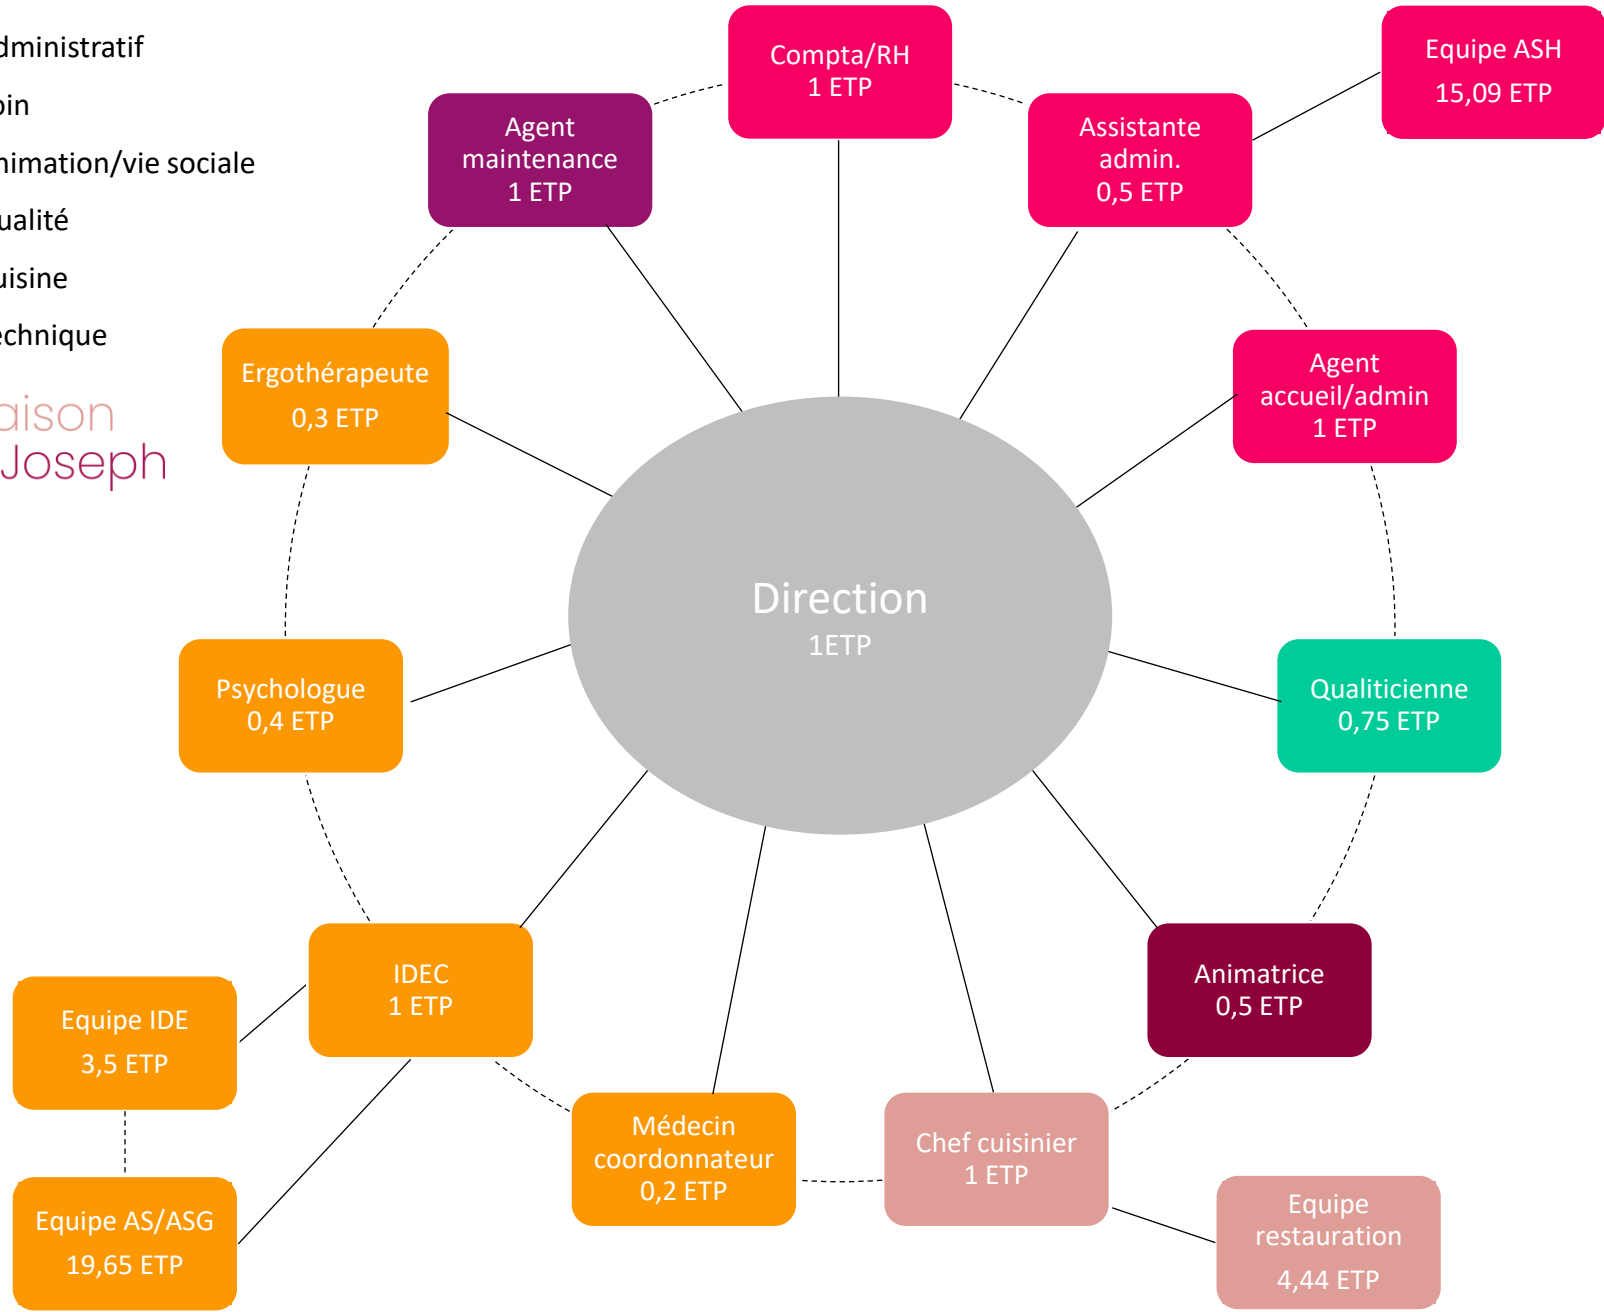 dministratif
oin
nimation/vie sociale
ualité
uisine
echnique
aison
Joseph
Compta/RH
1 ETP
Equipe ASH
15,09 ETP
Agent
maintenance
1 ETP
Assistante
admin.
0,5 ETP
Ergothérapeute
0,3 ETP
Agent
accueil/admin
1 ETP
Direction
1ETP
Psychologue
0,4 ETP
Qualiticienne
0,75 ETP
IDEC
1 ETP
Animatrice
0,5 ETP
Equipe IDE
3,5 ETP
Médecin
coordonnateur
0,2 ETP
Chef cuisinier
1 ETP
Equipe AS/ASG
19,65 ETP
Equipe
restauration
4,44 ETP